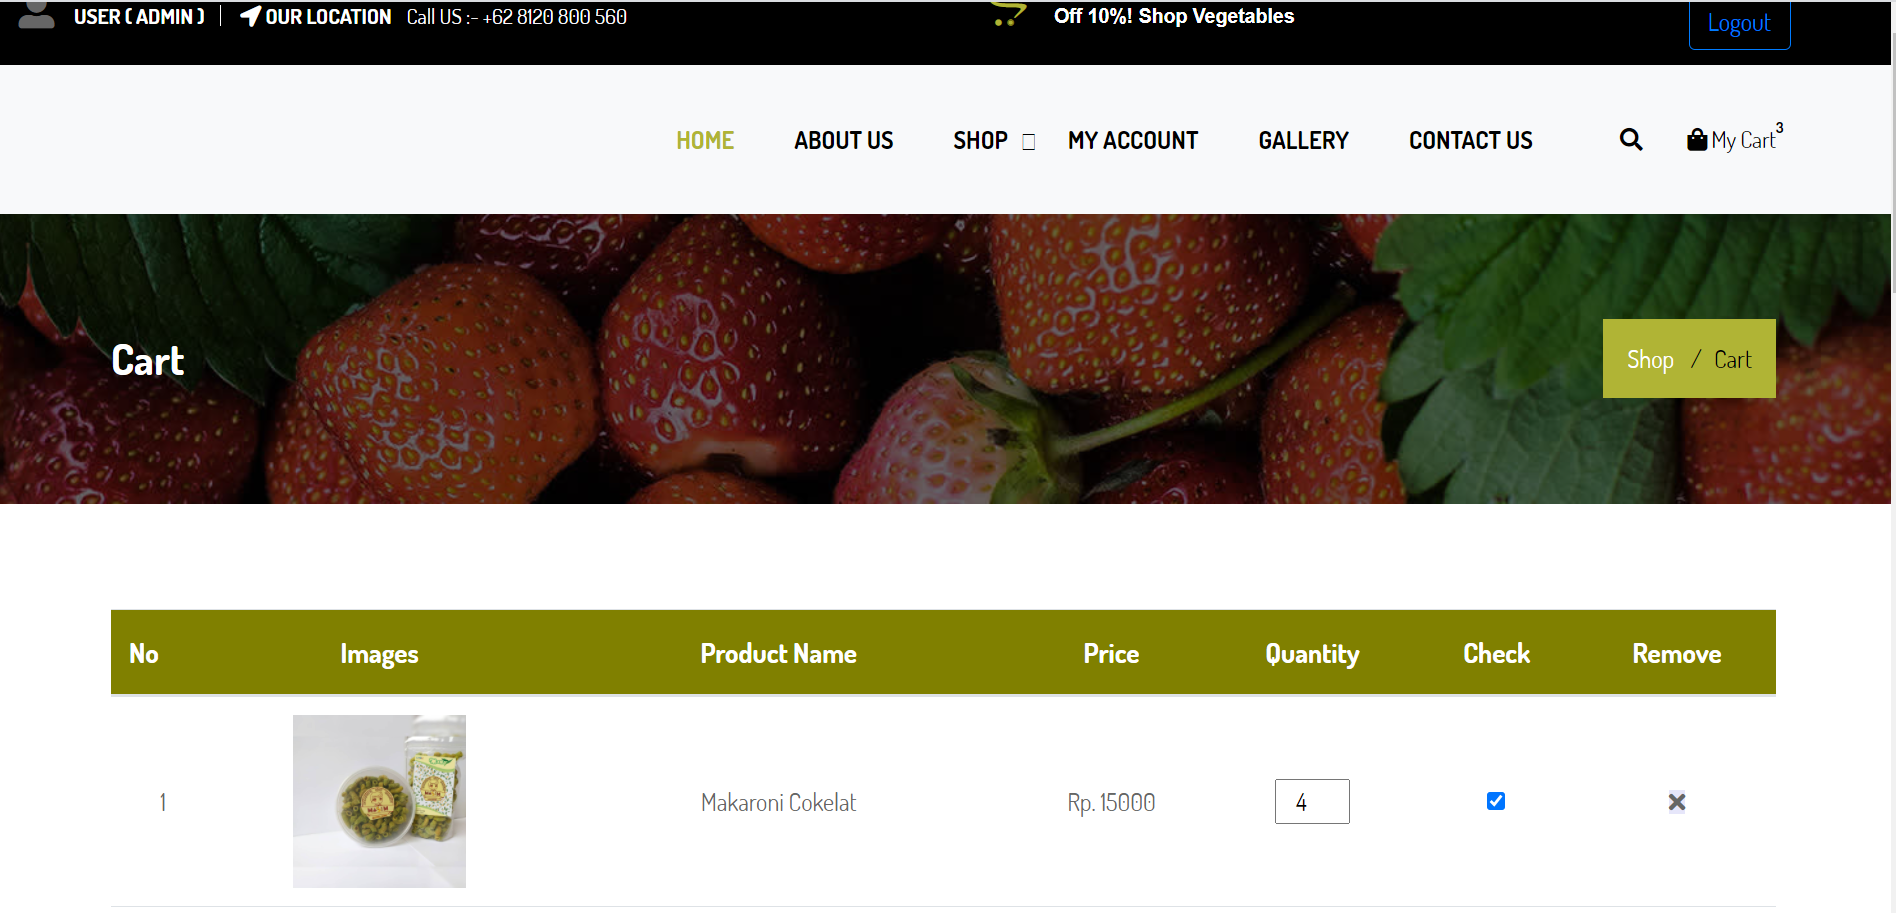 USER ( ADMIN ) OUR LOCATION Call US :- +62 8120 800 560
Off 10%! Shop Vegetables
Logout
HOME ABOUT US SHOP MY ACCOUNT GALLERY CONTACT US My Cart 3
Cart
Shop / Cart
No Images Product Name Price Quantity Check Remove
1 Makaroni Cokelat Rp. 15000 4